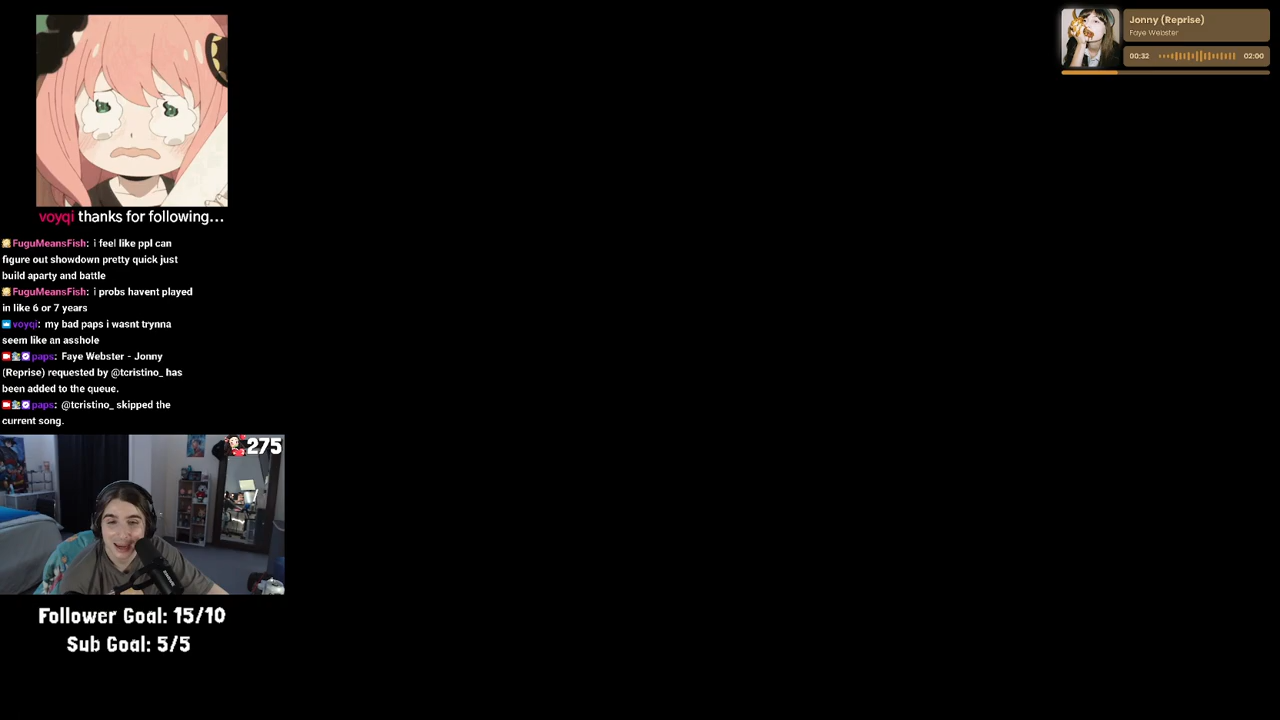 Jonny (Reprise)
Faye Webster
00:32
02:00
voyqi thanks for following...
FuguMeansFish: i feel like ppl can
figure out showdown pretty quick just
build aparty and battle
FuguMeansFish: i probs havent played
in like 6 or 7 years
voyqi: my bad paps i wasnt trynna
seem like an asshole
paps: Faye Webster - Jonny
(Reprise) requested by @tcristino_ has
been added to the queue.
paps: @tcristino_ skipped the
current song.
275
Follower Goal: 15/10
Sub Goal: 5/5